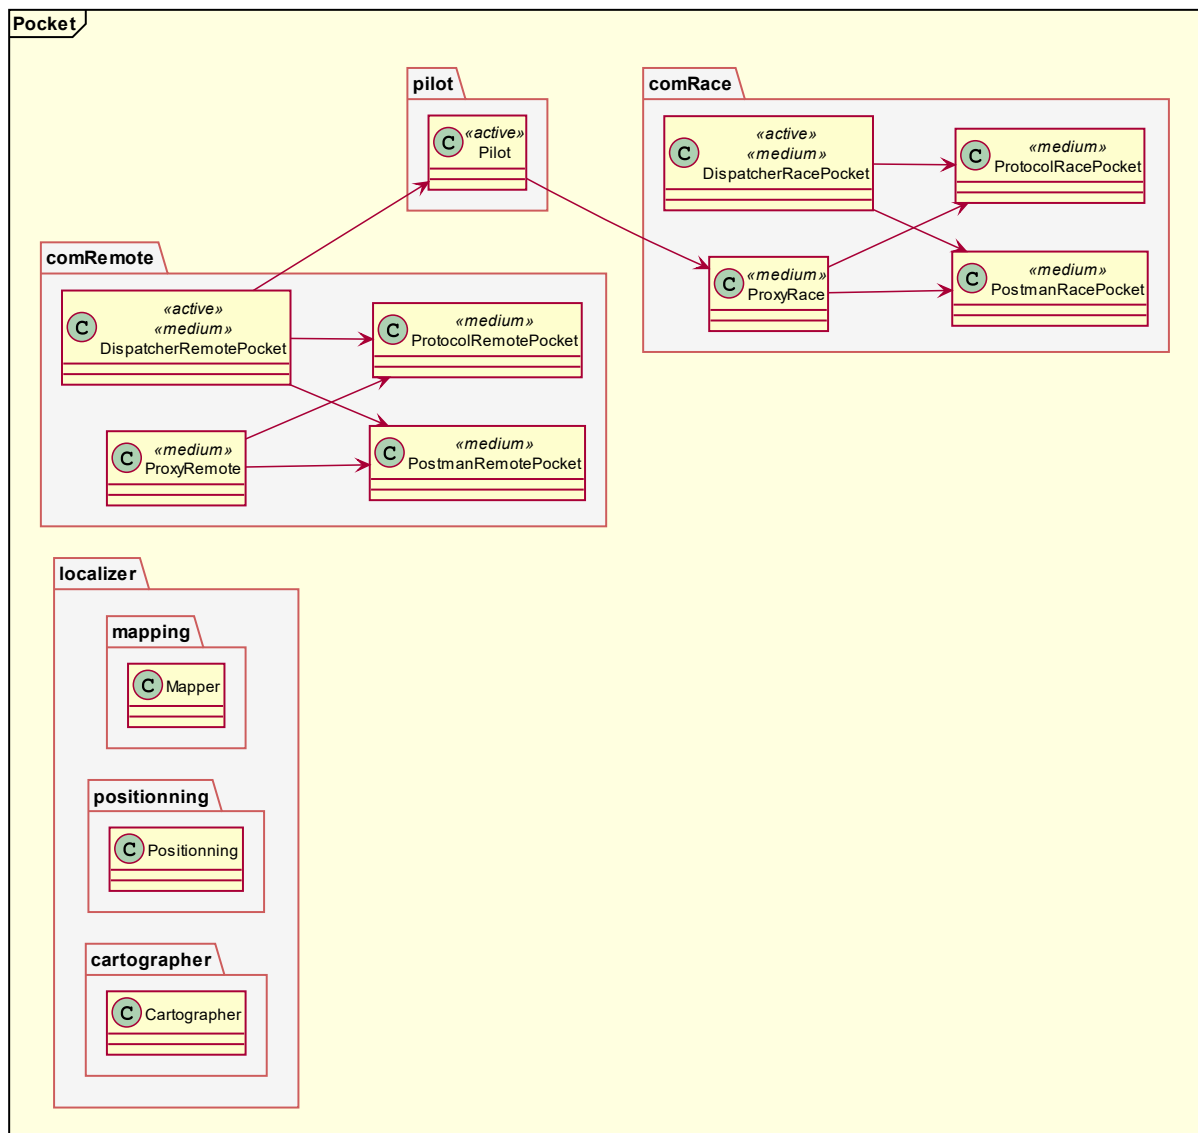 Pocket
pilot
C «active»
Pilot
comRace
C «active»
«medium»
DispatcherRacePocket
C «medium»
ProtocolRacePocket
C «medium»
ProxyRace
C «medium»
PostmanRacePocket
comRemote
C «active»
«medium»
DispatcherRemotePocket
C «medium»
ProtocolRemotePocket
C «medium»
ProxyRemote
C «medium»
PostmanRemotePocket
localizer
mapping
C Mapper
positionning
C Positionning
cartographer
C Cartographer